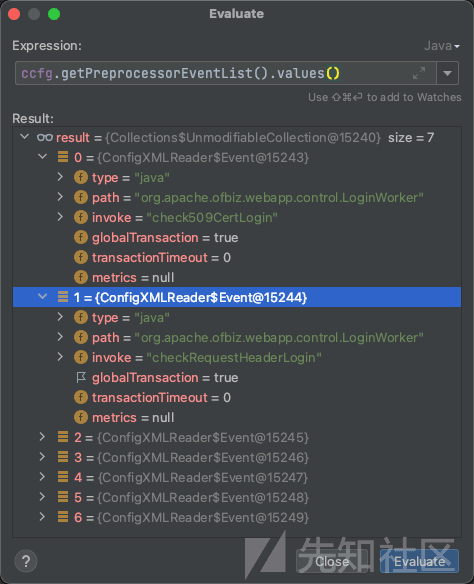 Evaluate
Expression:
Java
ccfg.getPreprocessorEventList().values()
Use ⇧⌘⏎ to add to Watches
Result:
result = {Collections$UnmodifiableCollection@15240} size = 7
0 = {ConfigXMLReader$Event@15243}
f type = "java"
f path = "org.apache.ofbiz.webapp.control.LoginWorker"
f invoke = "check509CertLogin"
f globalTransaction = true
f transactionTimeout = 0
f metrics = null
1 = {ConfigXMLReader$Event@15244}
f type = "java"
f path = "org.apache.ofbiz.webapp.control.LoginWorker"
f invoke = "checkRequestHeaderLogin"
globalTransaction = true
f transactionTimeout = 0
f metrics = null
2 = {ConfigXMLReader$Event@15245}
3 = {ConfigXMLReader$Event@15246}
4 = {ConfigXMLReader$Event@15247}
5 = {ConfigXMLReader$Event@15248}
6 = {ConfigXMLReader$Event@15249}
先知社区
? Close Evaluate